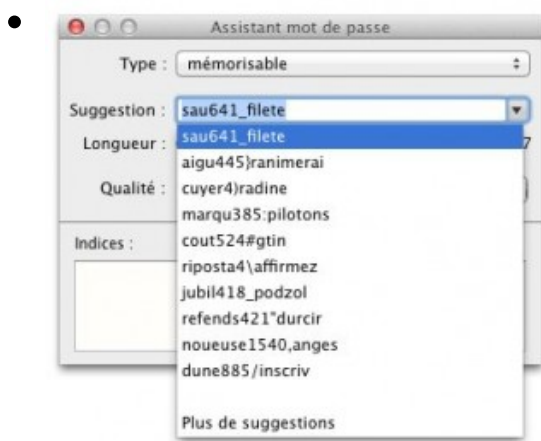 Assistant mot de passe
Type : mémorisable
Suggestion : sau641_filete
sau641_filete
Longueur : 7
aigu445}ranimerai
Qualité : cuyer4)radine
marqu385:pilotons
Indices : cout524#gtin
riposta4\affirmez
jubil418_podzol
refends421"durcir
noueuse1540,anges
dune885/inscriv
Plus de suggestions